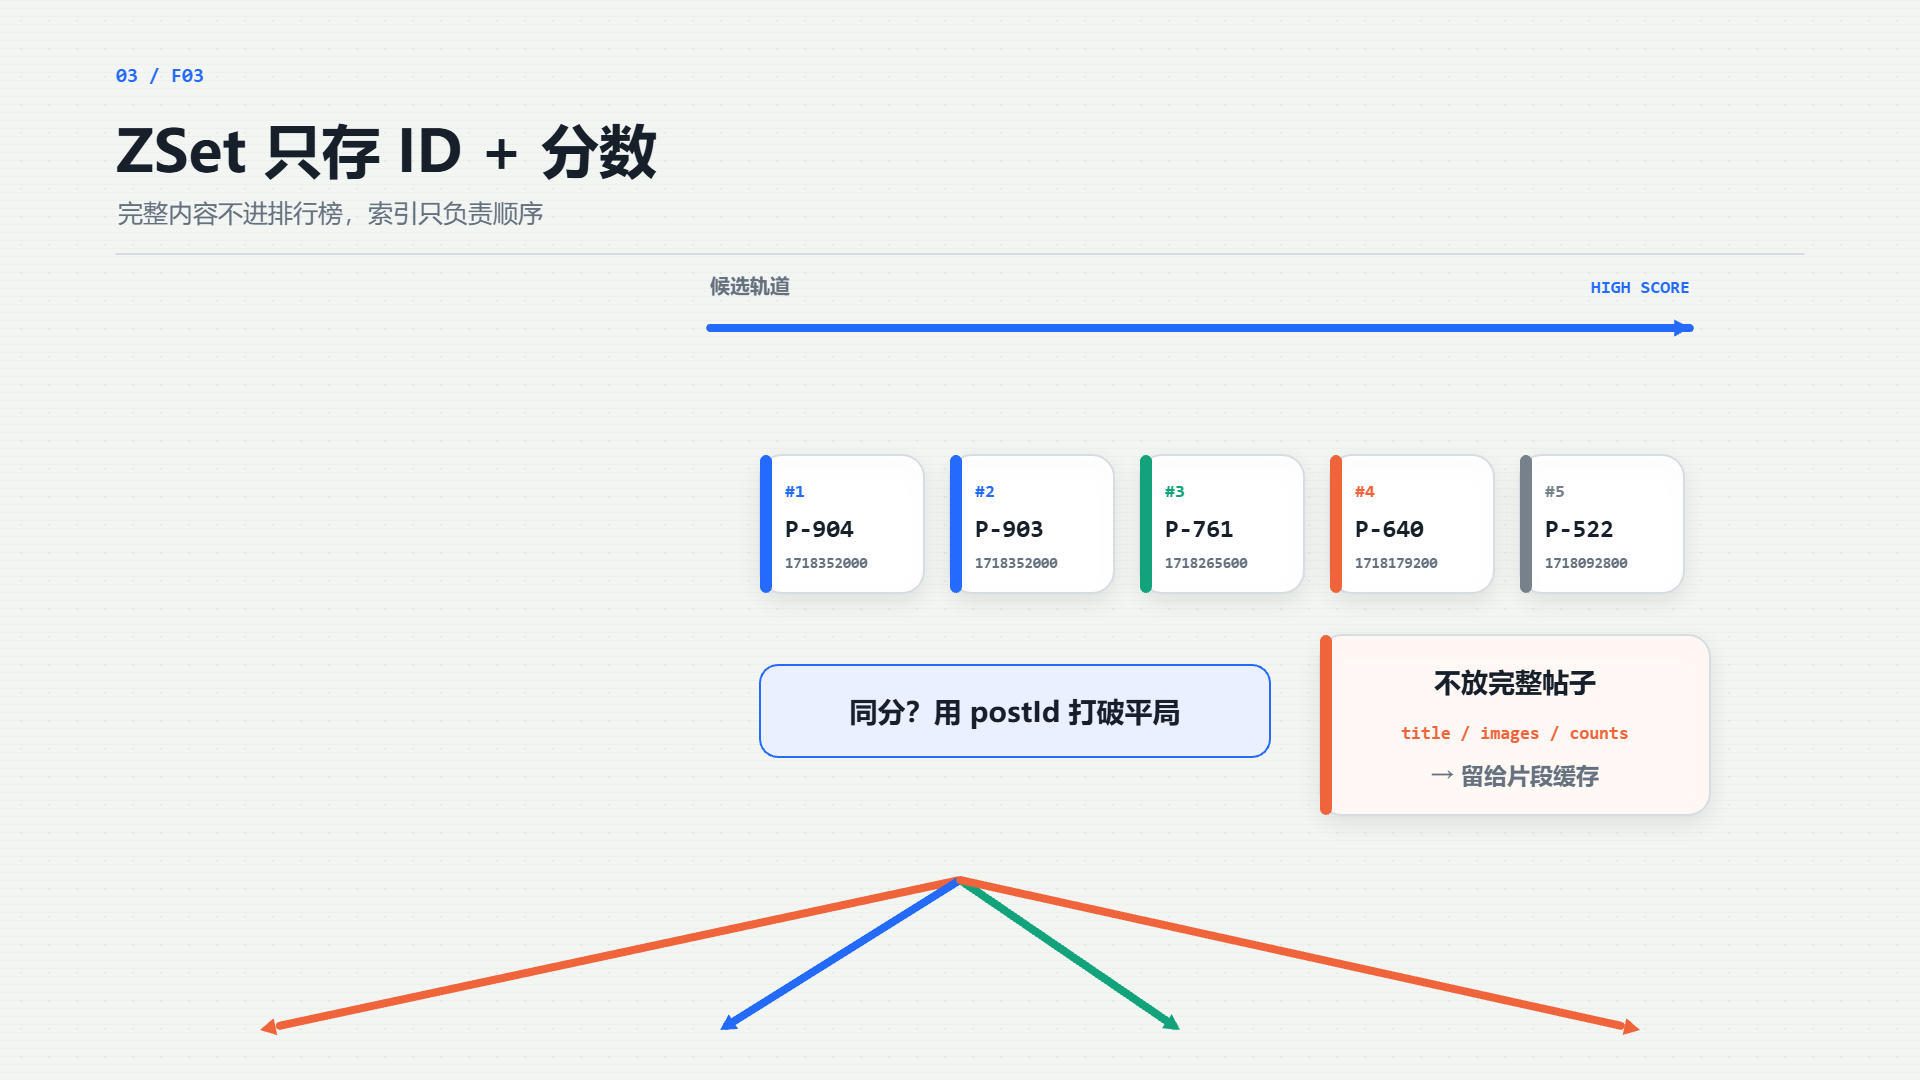 03 / F03
ZSet 只存 ID + 分数
完整内容不进排行榜，索引只负责顺序
候选轨道
HIGH SCORE
#1
P-904
1718352000
#2
P-903
1718352000
#3
P-761
1718265600
#4
P-640
1718179200
#5
P-522
1718092800
同分？用 postId 打破平局
不放完整帖子
title / images / counts
→ 留给片段缓存